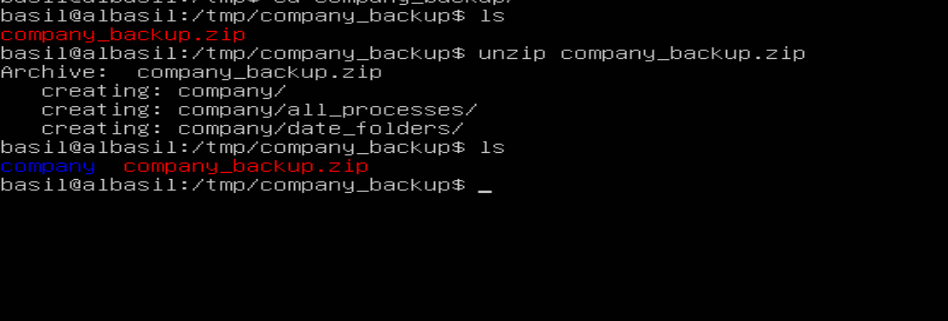 basil@albasil:/tmp$ cd company_backup/
basil@albasil:/tmp/company_backup$ ls
company_backup.zip
basil@albasil:/tmp/company_backup$ unzip company_backup.zip
Archive:  company_backup.zip
   creating: company/
   creating: company/all_processes/
   creating: company/date_folders/
basil@albasil:/tmp/company_backup$ ls
company  company_backup.zip
basil@albasil:/tmp/company_backup$ _